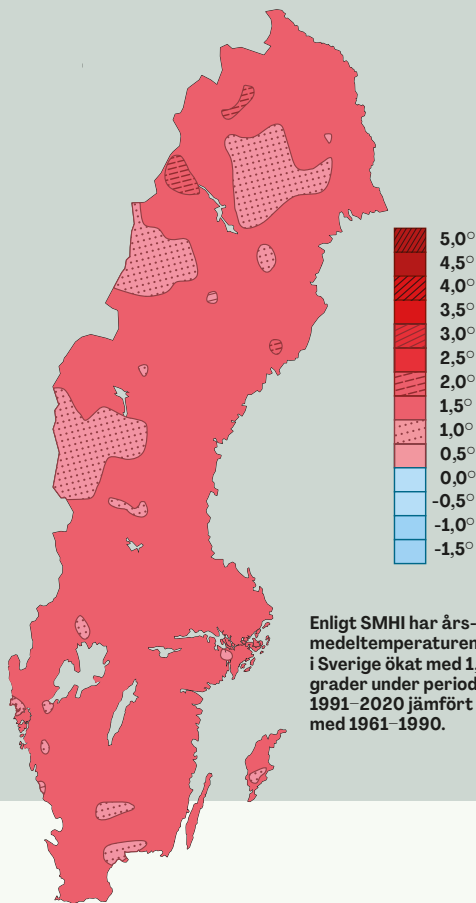 5,0°
4,5°
4,0°
3,5°
3,0°
2,5°
2,0°
1,5°
1,0°
0,5°
0,0°
-0,5°
-1,0°
-1,5°
Enligt SMHI har års-
medeltemperaturen
i Sverige ökat med 1,
grader under period
1991–2020 jämfört
med 1961–1990.